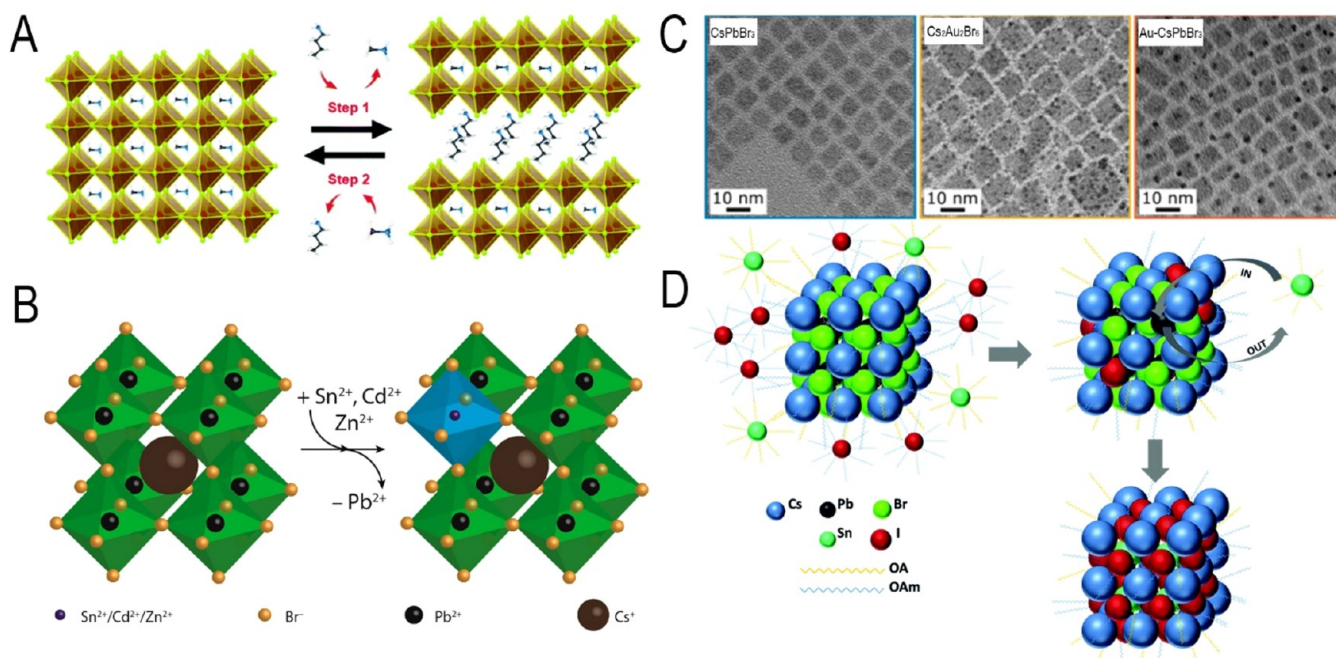 A
Step 1
Step 2
B
+ Sn²⁺, Cd²⁺
Zn²⁺
– Pb²⁺
Sn²⁺/Cd²⁺/Zn²⁺
Br⁻
Pb²⁺
Cs⁺
C
CsPbBr₃
Cs₂Au₂Br₆
Au-CsPbBr₃
10 nm
10 nm
10 nm
D
IN
OUT
Cs
Pb
Br
Sn
I
OA
OAm